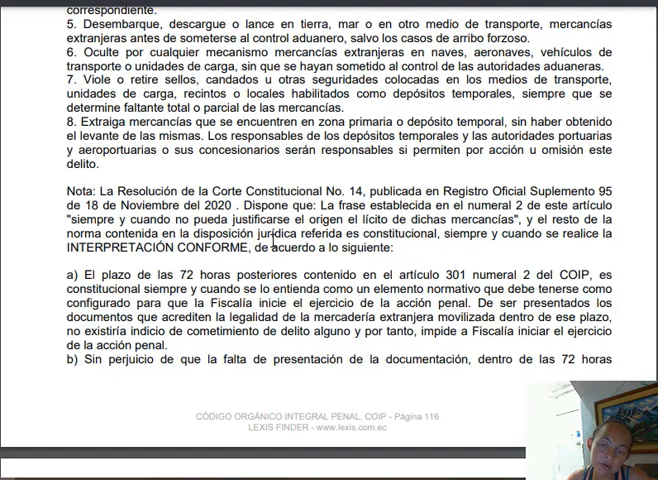 correspondiente.
5. Desembarque, descargue o lance en tierra, mar o en otro medio de transporte, mercancías
extranjeras antes de someterse al control aduanero, salvo los casos de arribo forzoso.
6. Oculte por cualquier mecanismo mercancías extranjeras en naves, aeronaves, vehículos de
transporte o unidades de carga, sin que se hayan sometido al control de las autoridades aduaneras.
7. Viole o retire sellos, candados u otras seguridades colocadas en los medios de transporte,
unidades de carga, recintos o locales habilitados como depósitos temporales, siempre que se
determine faltante total o parcial de las mercancías.
8. Extraiga mercancías que se encuentren en zona primaria o depósito temporal, sin haber obtenido
el levante de las mismas. Los responsables de los depósitos temporales y las autoridades portuarias
y aeroportuarias o sus concesionarios serán responsables si permiten por acción u omisión este
delito.
Nota: La Resolución de la Corte Constitucional No. 14, publicada en Registro Oficial Suplemento 95
de 18 de Noviembre del 2020 . Dispone que: La frase establecida en el numeral 2 de este artículo
"siempre y cuando no pueda justificarse el origen el lícito de dichas mercancías", y el resto de la
norma contenida en la disposición jurídica referida es constitucional, siempre y cuando se realice la
INTERPRETACIÓN CONFORME, de acuerdo a lo siguiente:
a) El plazo de las 72 horas posteriores contenido en el artículo 301 numeral 2 del COIP, es
constitucional siempre y cuando se lo entienda como un elemento normativo que debe tenerse como
configurado para que la Fiscalía inicie el ejercicio de la acción penal. De ser presentados los
documentos que acrediten la legalidad de la mercadería extranjera movilizada dentro de ese plazo,
no existiría indicio de cometimiento de delito alguno y por tanto, impide a Fiscalía iniciar el ejercicio
de la acción penal.
b) Sin perjuicio de que la falta de presentación de la documentación, dentro de las 72 horas
CÓDIGO ORGÁNICO INTEGRAL PENAL, COIP - Página 116
LEXIS FINDER - www.lexis.com.ec